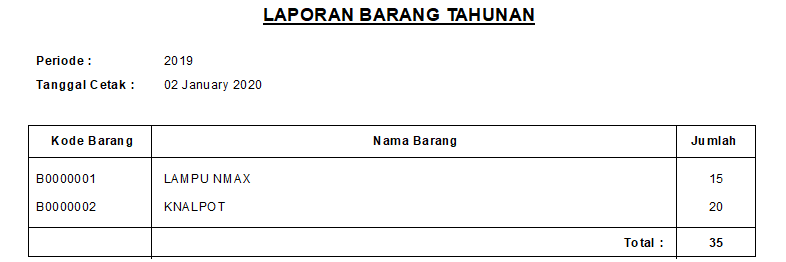 LAPORAN BARANG TAHUNAN
Periode : 2019
Tanggal Cetak : 02 January 2020
Kode Barang Nama Barang Jumlah
B0000001 LAMPU NMAX 15
B0000002 KNALPOT 20
Total : 35